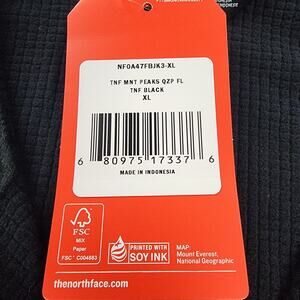 NF0A47FBJK3-XL
TNF MNT PEAKS QZP FL
TNF BLACK
XL
6 80975 17337 6
MADE IN INDONESIA
FSC
MIX
Paper
FSC® C004883
PRINTED WITH
SOY INK
MAP:
Mount Everest,
National Geographic
thenorthface.com